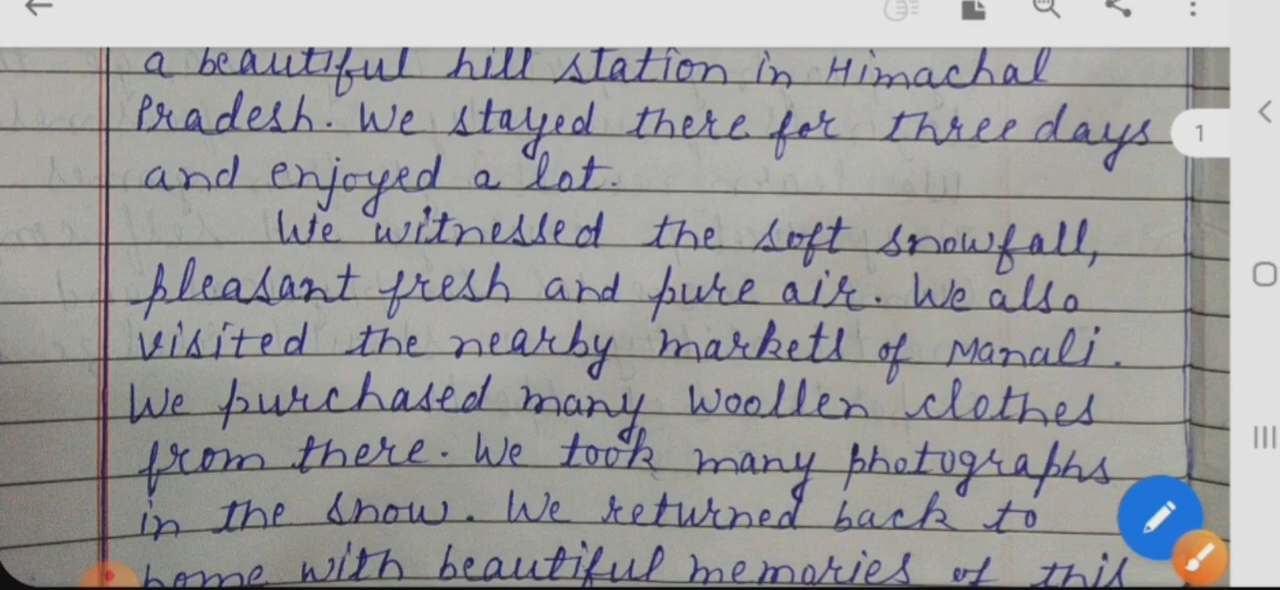 a beautiful hill station in Himachal
Pradesh. We stayed there for three days
1
and enjoyed a lot.
We witnessed the soft snowfall,
pleasant fresh and pure air. We also
visited the nearby markets of Manali.
We purchased many woollen clothes
from there. We took many photographs
in the snow. We returned back to
home with beautiful memories of this